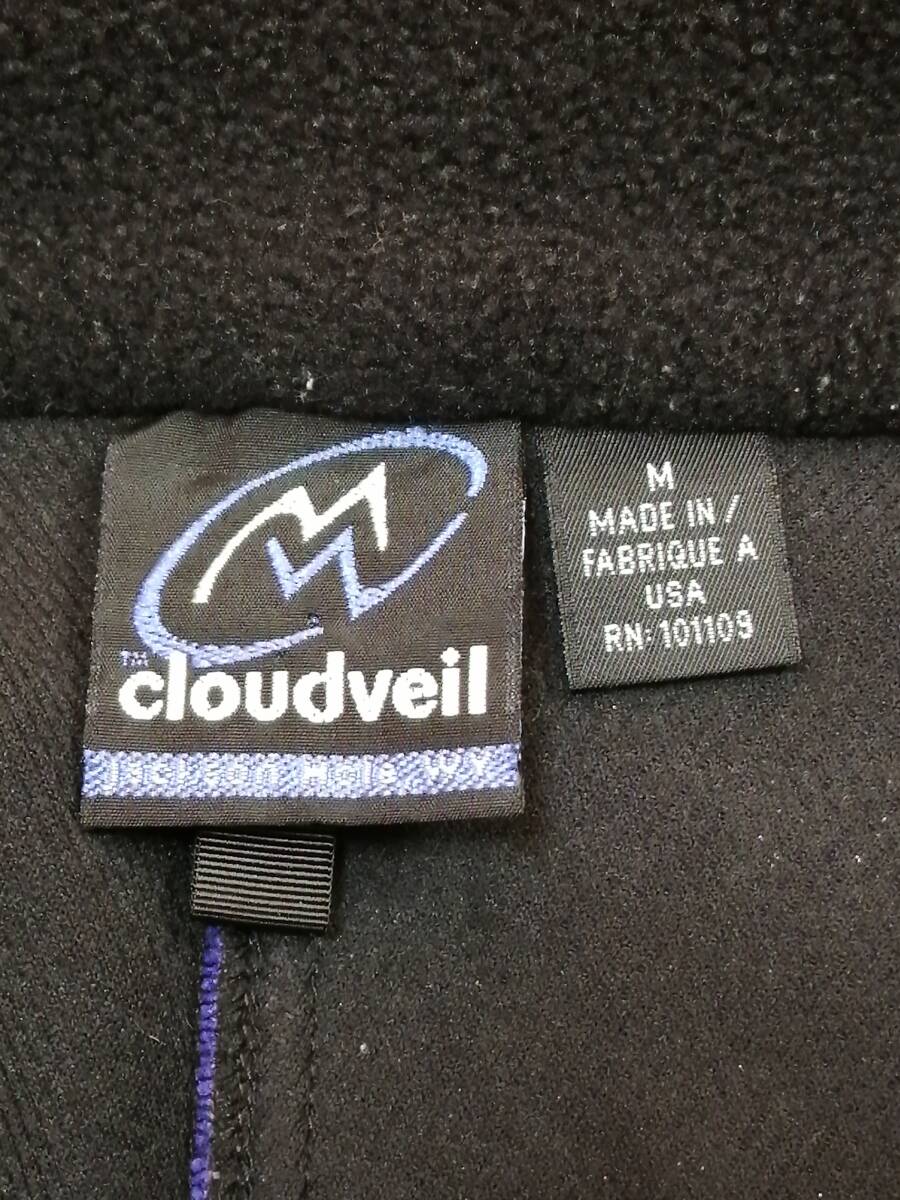 ™
cloudveil
Jackson Hole WY
M
MADE IN /
FABRIQUE A
USA
RN: 101109